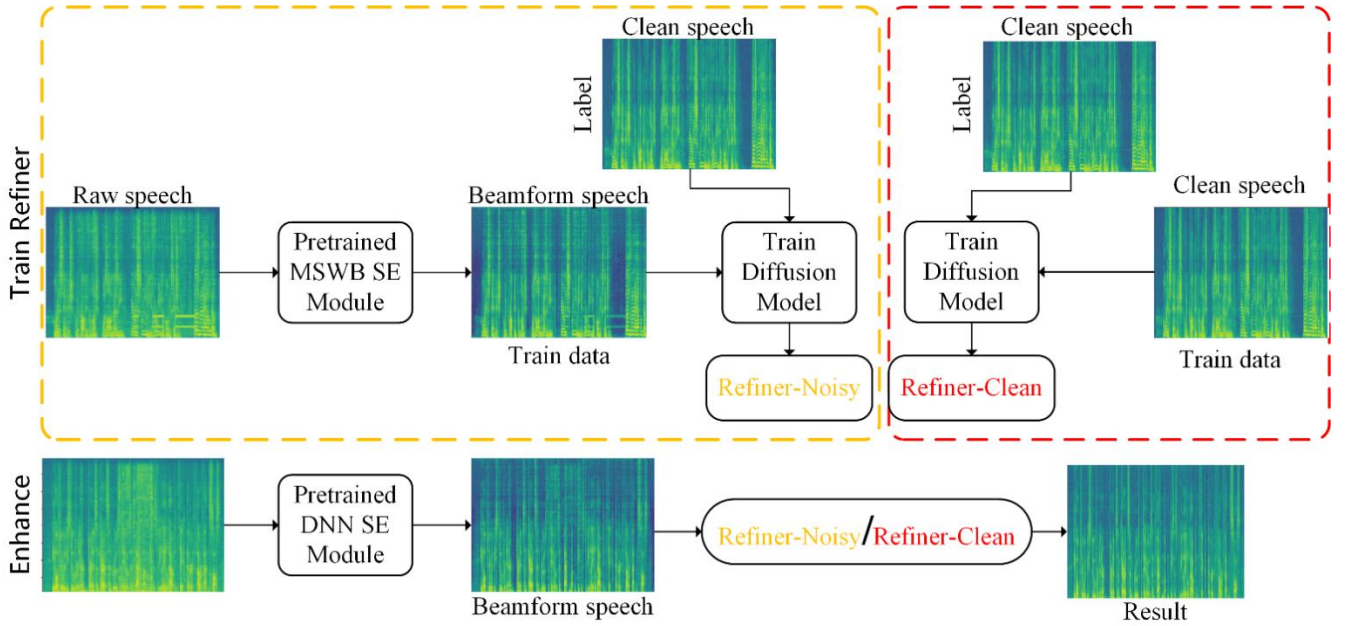 Train Refiner
Clean speech
Label
Raw speech
Pretrained
MSWB SE
Module
Beamform speech
Train data
Train
Diffusion
Model
Refiner-Noisy
Clean speech
Label
Clean speech
Train data
Train
Diffusion
Model
Refiner-Clean
Enhance
Pretrained
DNN SE
Module
Beamform speech
Refiner-Noisy/Refiner-Clean
Result